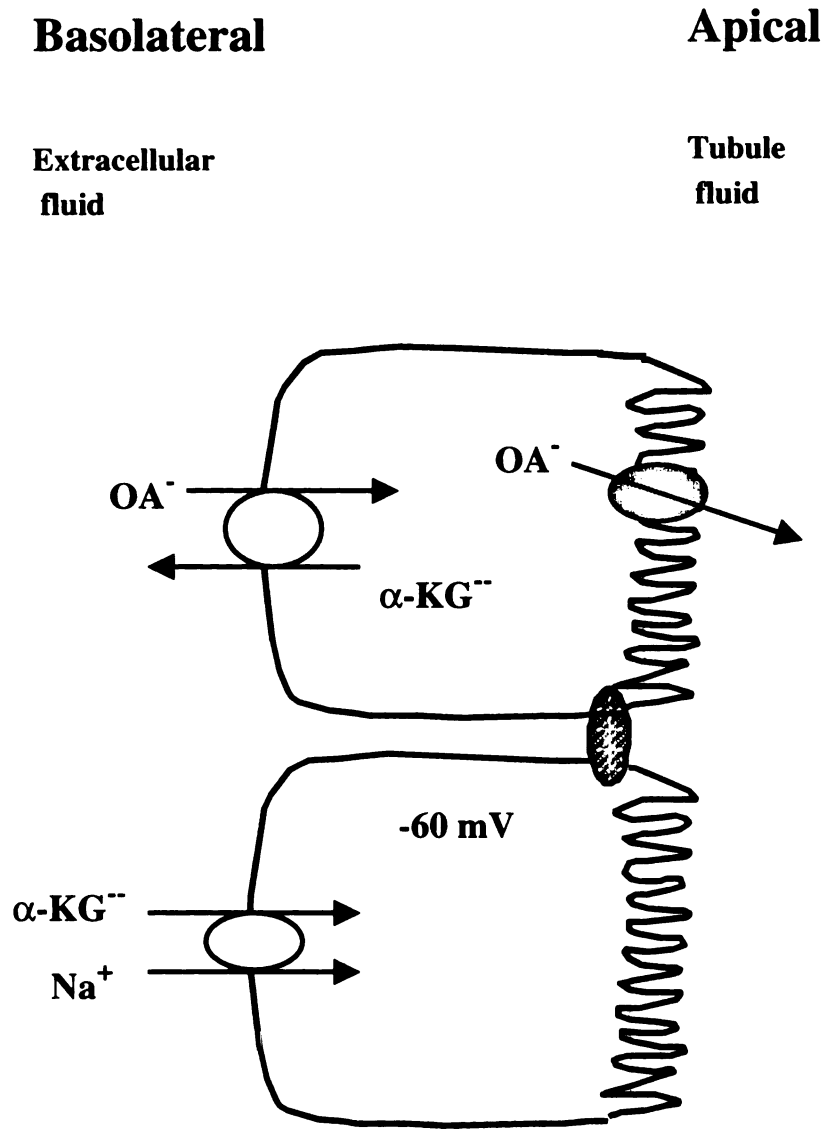 Basolateral
Apical
Extracellular
fluid
Tubule
fluid
OA⁻
OA⁻
α-KG⁻⁻
-60 mV
α-KG⁻⁻
Na⁺